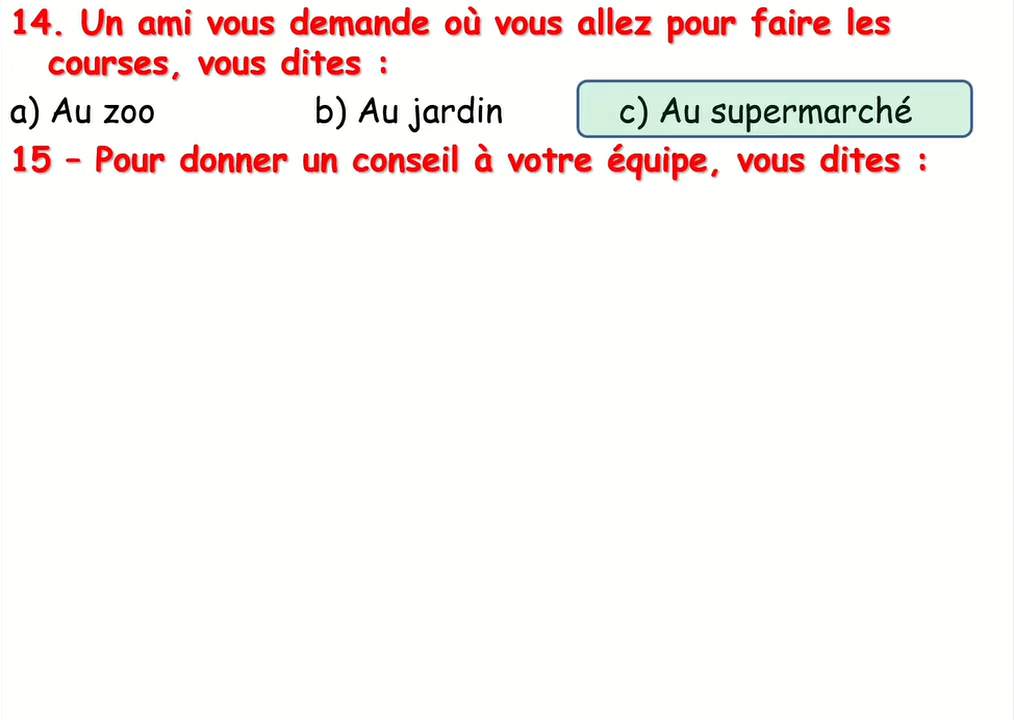 14. Un ami vous demande où vous allez pour faire les
courses, vous dites :
a) Au zoo b) Au jardin c) Au supermarché
15 – Pour donner un conseil à votre équipe, vous dites :